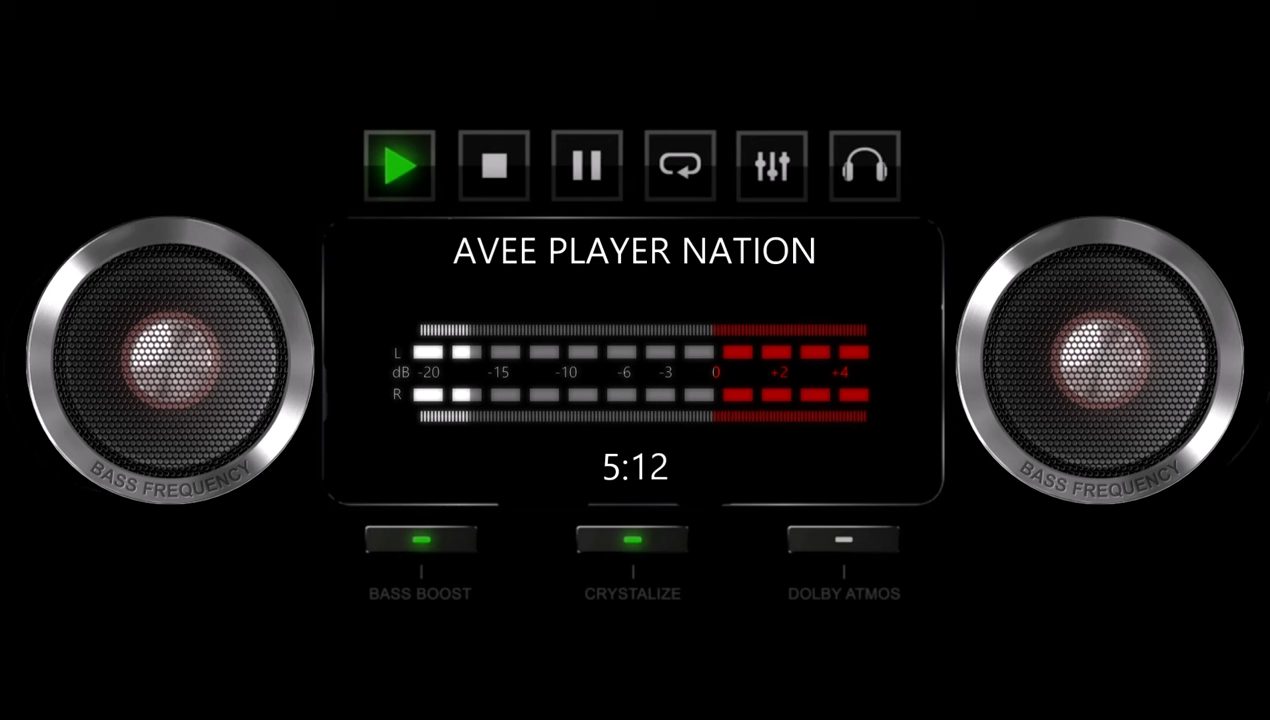 AVEE PLAYER NATION
L
dB -20 -15 -10 -6 -3 0 +2 +4
R
5:12
BASS FREQUENCY
BASS FREQUENCY
BASS BOOST
CRYSTALIZE
DOLBY ATMOS